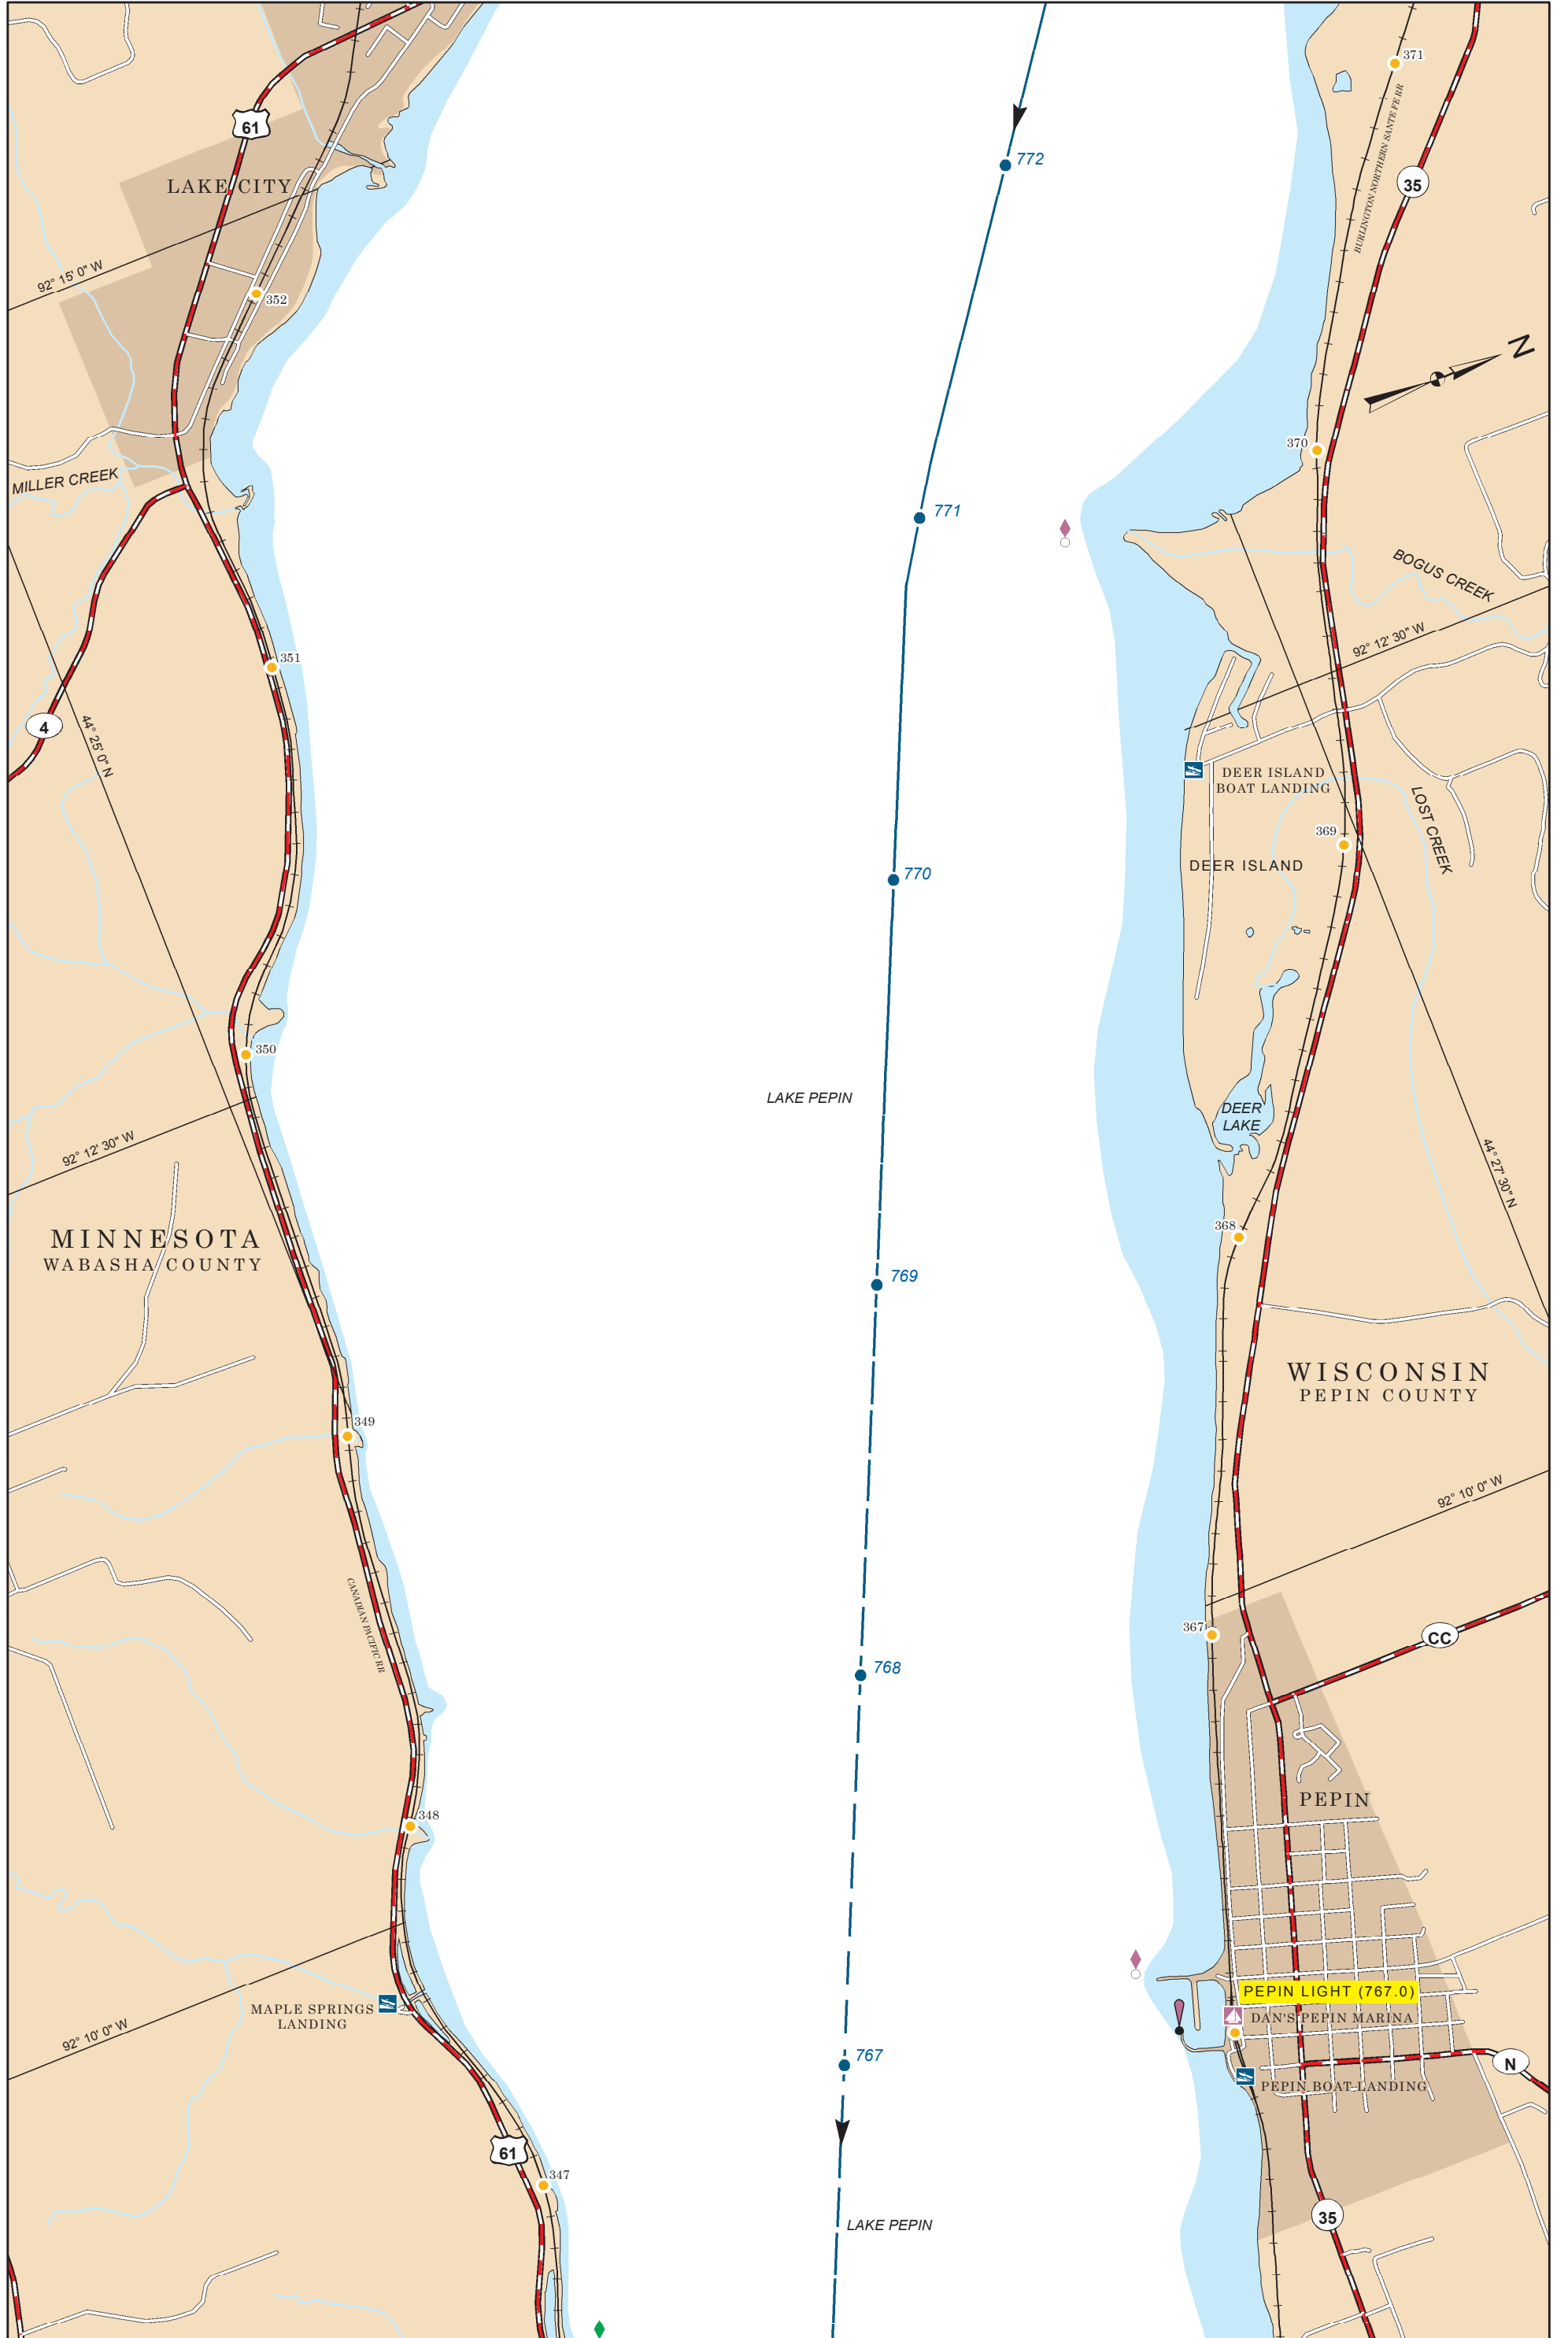 371
61
772
BURLINGTON NORTHERN SANTE FE RR
35
LAKE CITY
92° 15' 0" W
352
N
370
MILLER CREEK
771
BOGUS CREEK
92° 12' 30" W
351
4
44° 25' 0" N
DEER ISLAND
BOAT LANDING
LOST CREEK
369
DEER ISLAND
770
350
LAKE PEPIN
DEER
LAKE
92° 12' 30" W
44° 27' 30" N
368
MINNESOTA
WABASHA COUNTY
769
WISCONSIN
PEPIN COUNTY
349
92° 10' 0" W
CANADIAN PACIFIC RR
367
CC
768
PEPIN
348
PEPIN LIGHT (767.0)
MAPLE SPRINGS
LANDING
DAN'S PEPIN MARINA
92° 10' 0" W
767
N
PEPIN BOAT LANDING
61
347
35
LAKE PEPIN